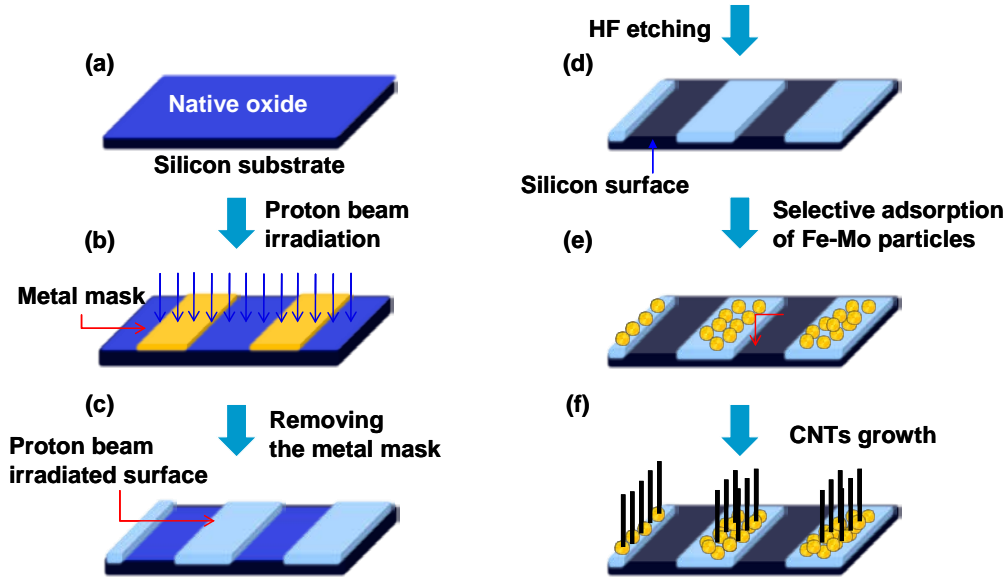 (a)
Native oxide
Silicon substrate
Proton beam
irradiation
(b)
Metal mask
(c)
Removing
the metal mask
Proton beam
irradiated surface
HF etching
(d)
Silicon surface
Selective adsorption
of Fe-Mo particles
(e)
(f)
CNTs growth